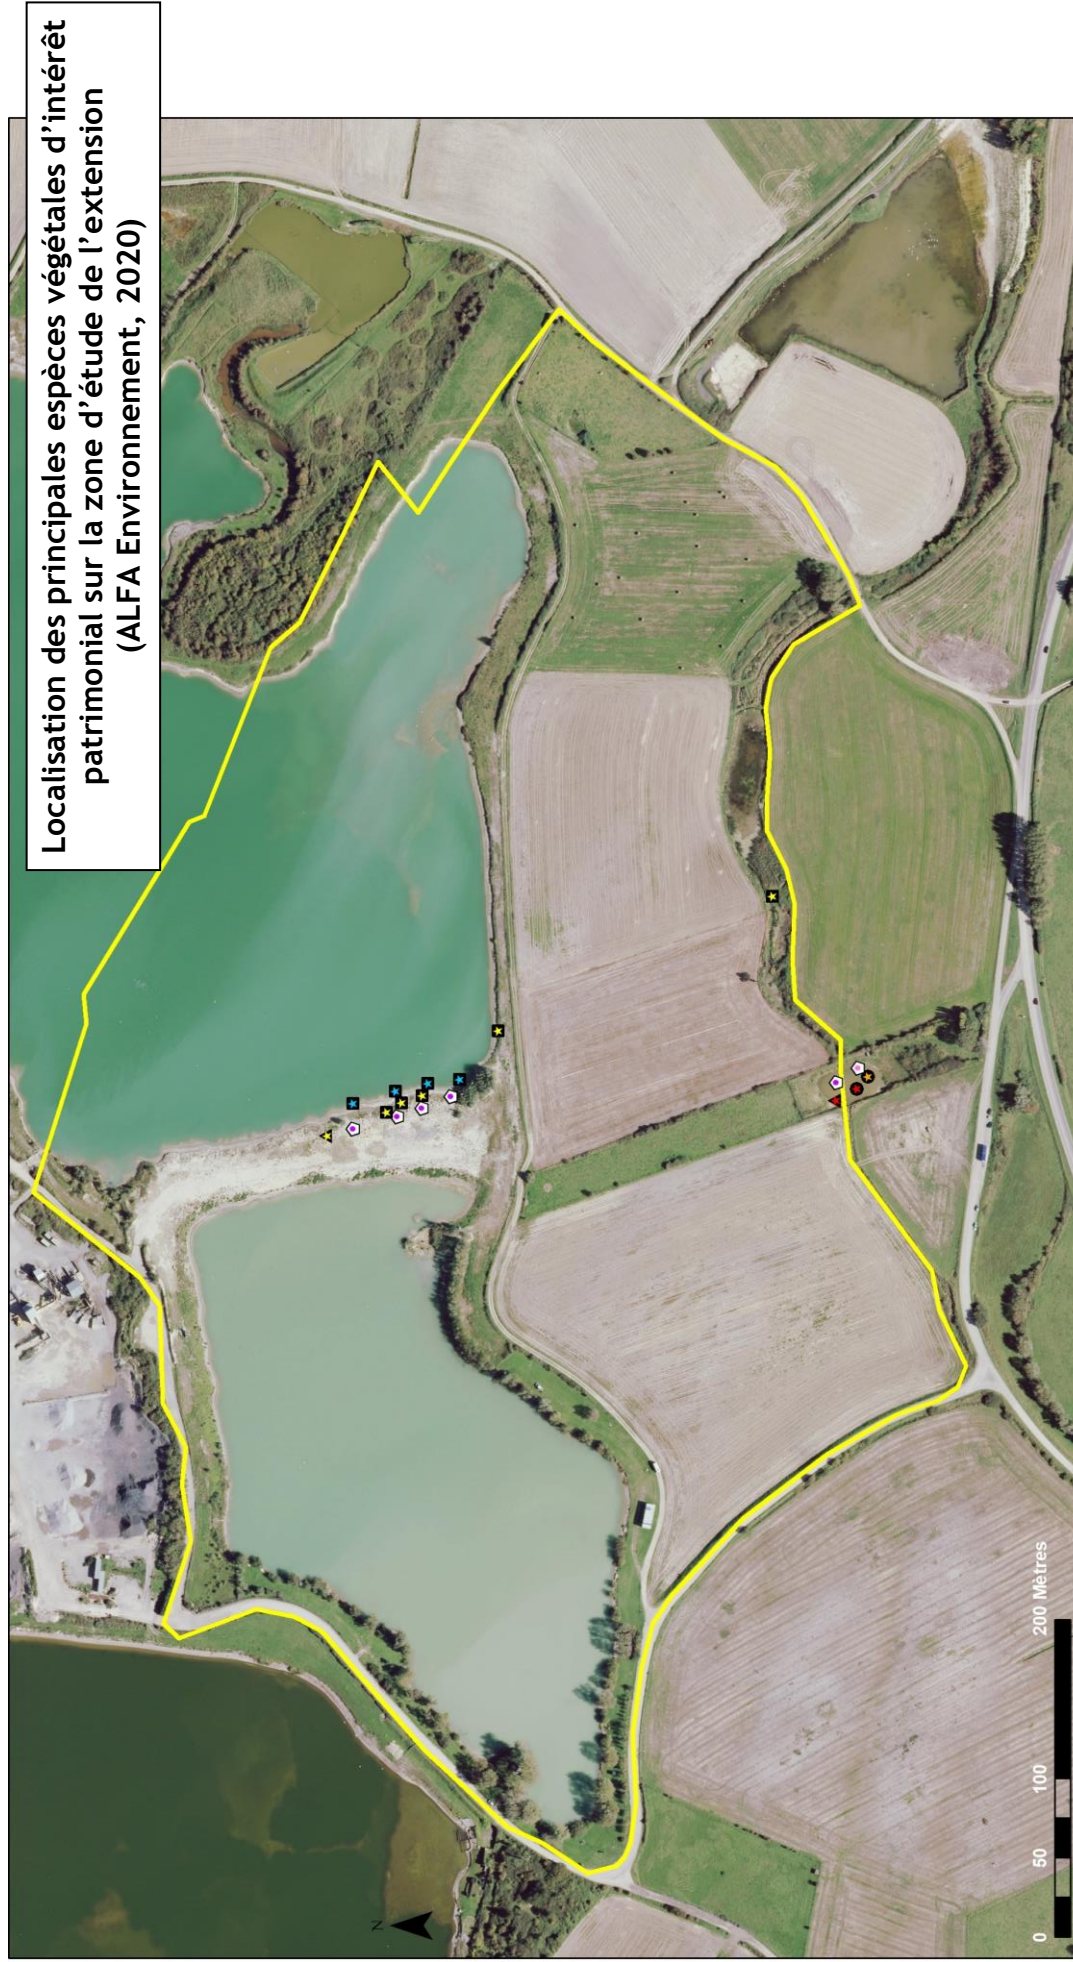 Localisation des principales espèces végétales d'intérêt
patrimonial sur la zone d'étude de l'extension
(ALFA Environnement, 2020)
N
0 50 100 200 Mètres